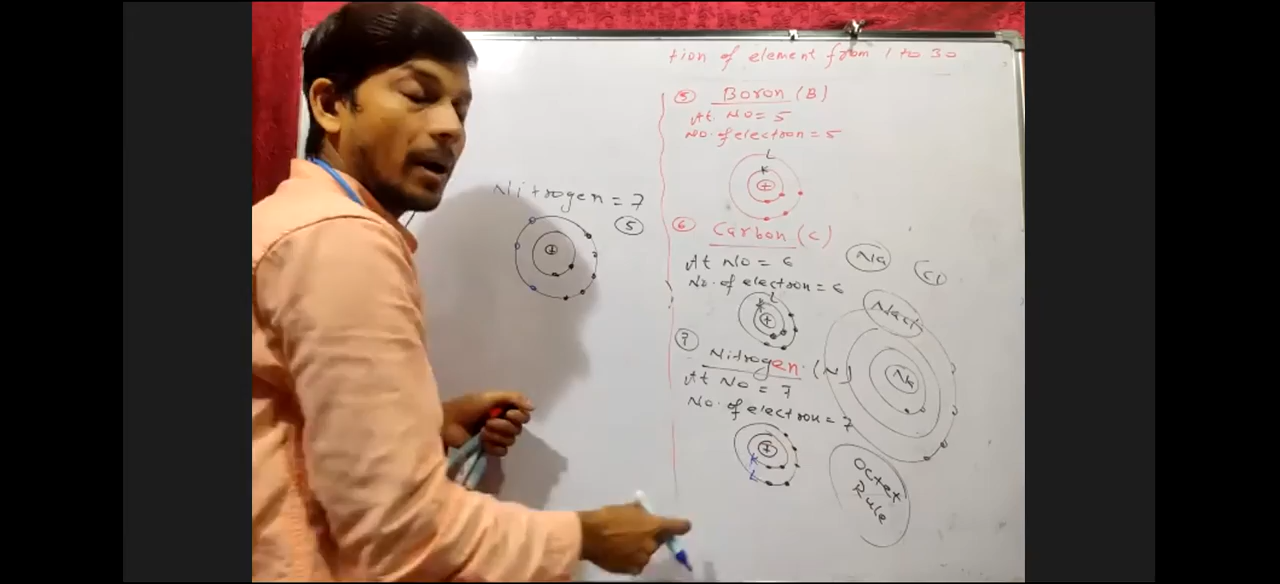 tion of element from 1 to 30
Nitrogen = 7
5
5 Boron (B)
At No = 5
No. of electron = 5
L
K
+
6 Carbon (C)
At No = 6
No. of electron = 6
L
K
+
7
Nitrogen. (N)
At No = 7
No. of electron = 7
+
K
L
Na
Cl
Nacl
Na
Octet
Rule